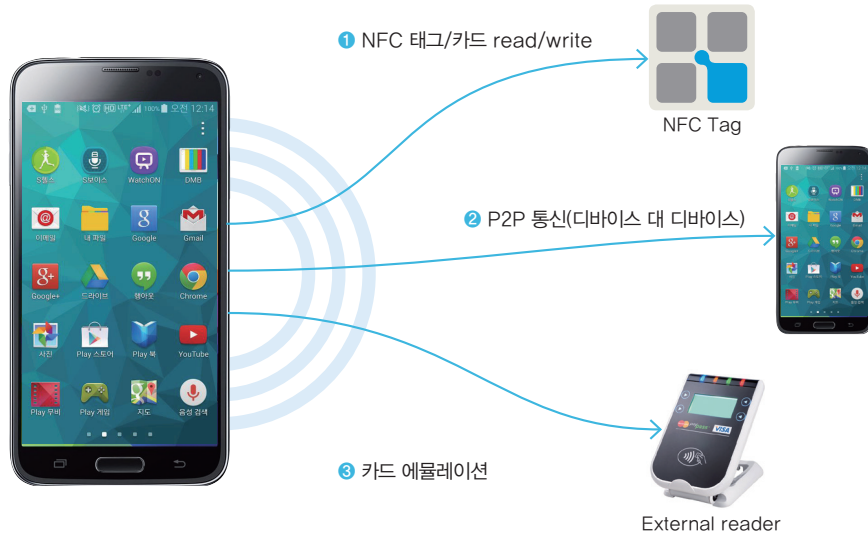 ❶ NFC 태그/카드 read/write
NFC Tag
❷ P2P 통신(디바이스 대 디바이스)
❸ 카드 에뮬레이션
External reader
100% 오전 12:14
S헬스 S보이스 WatchON DMB
이메일 내 파일 Google Gmail
Google+ 드라이브 행아웃 Chrome
사진 Play 스토어 Play 북 YouTube
Play 무비 Play 게임 지도 음성 검색
VISA